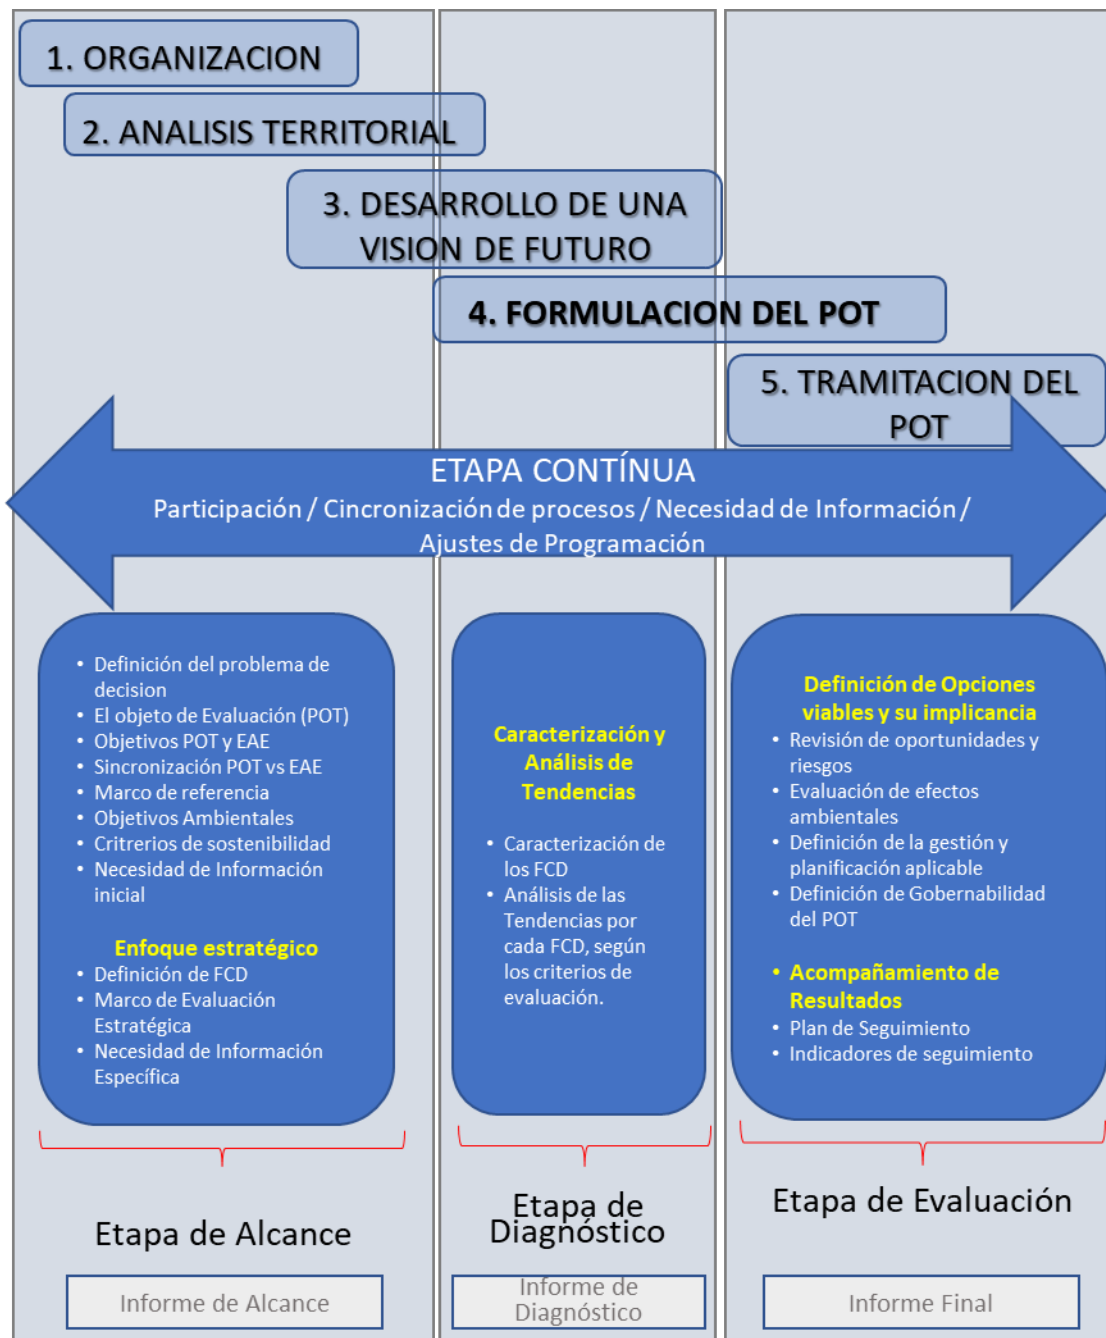 1. ORGANIZACION
2. ANALISIS TERRITORIAL
3. DESARROLLO DE UNA
VISION DE FUTURO
4. FORMULACION DEL POT
5. TRAMITACION DEL
POT
ETAPA CONTÍNUA
Participación / Cincronización de procesos / Necesidad de Información /
Ajustes de Programación
• Definición del problema de
decision
• El objeto de Evaluación (POT)
• Objetivos POT y EAE
• Sincronización POT vs EAE
• Marco de referencia
• Objetivos Ambientales
• Critrerios de sostenibilidad
• Necesidad de Información
inicial
Enfoque estratégico
• Definición de FCD
• Marco de Evaluación
Estratégica
• Necesidad de Información
Específica
Caracterización y
Análisis de
Tendencias
• Caracterización de
los FCD
• Análisis de las
Tendencias por
cada FCD, según
los criterios de
evaluación.
Definición de Opciones
viables y su implicancia
• Revisión de oportunidades y
riesgos
• Evaluación de efectos
ambientales
• Definición de la gestión y
planificación aplicable
• Definición de Gobernabilidad
del POT
• Acompañamiento de
Resultados
• Plan de Seguimiento
• Indicadores de seguimiento
Etapa de Alcance
Etapa de
Diagnóstico
Etapa de Evaluación
Informe de Alcance
Informe de
Diagnóstico
Informe Final